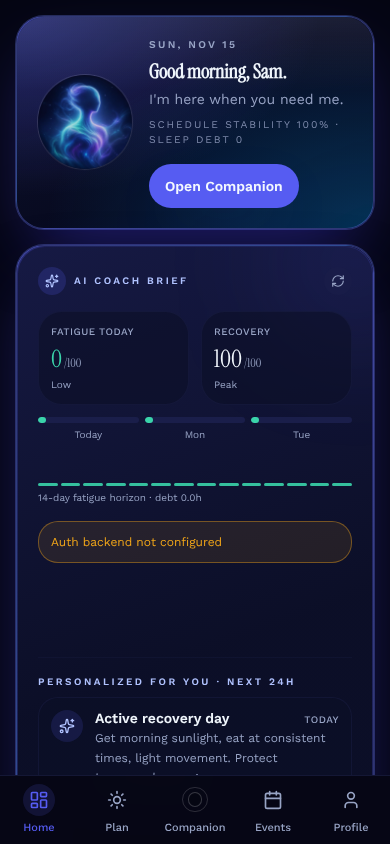 SUN, NOV 15
Good morning, Sam.
I'm here when you need me.
SCHEDULE STABILITY 100% ·
SLEEP DEBT 0
Open Companion
AI COACH BRIEF
FATIGUE TODAY
0 /100
Low
RECOVERY
100 /100
Peak
Today
Mon
Tue
14-day fatigue horizon · debt 0.0h
Auth backend not configured
PERSONALIZED FOR YOU · NEXT 24H
Active recovery day
TODAY
Get morning sunlight, eat at consistent
times, light movement. Protect
Home
Plan
Companion
Events
Profile